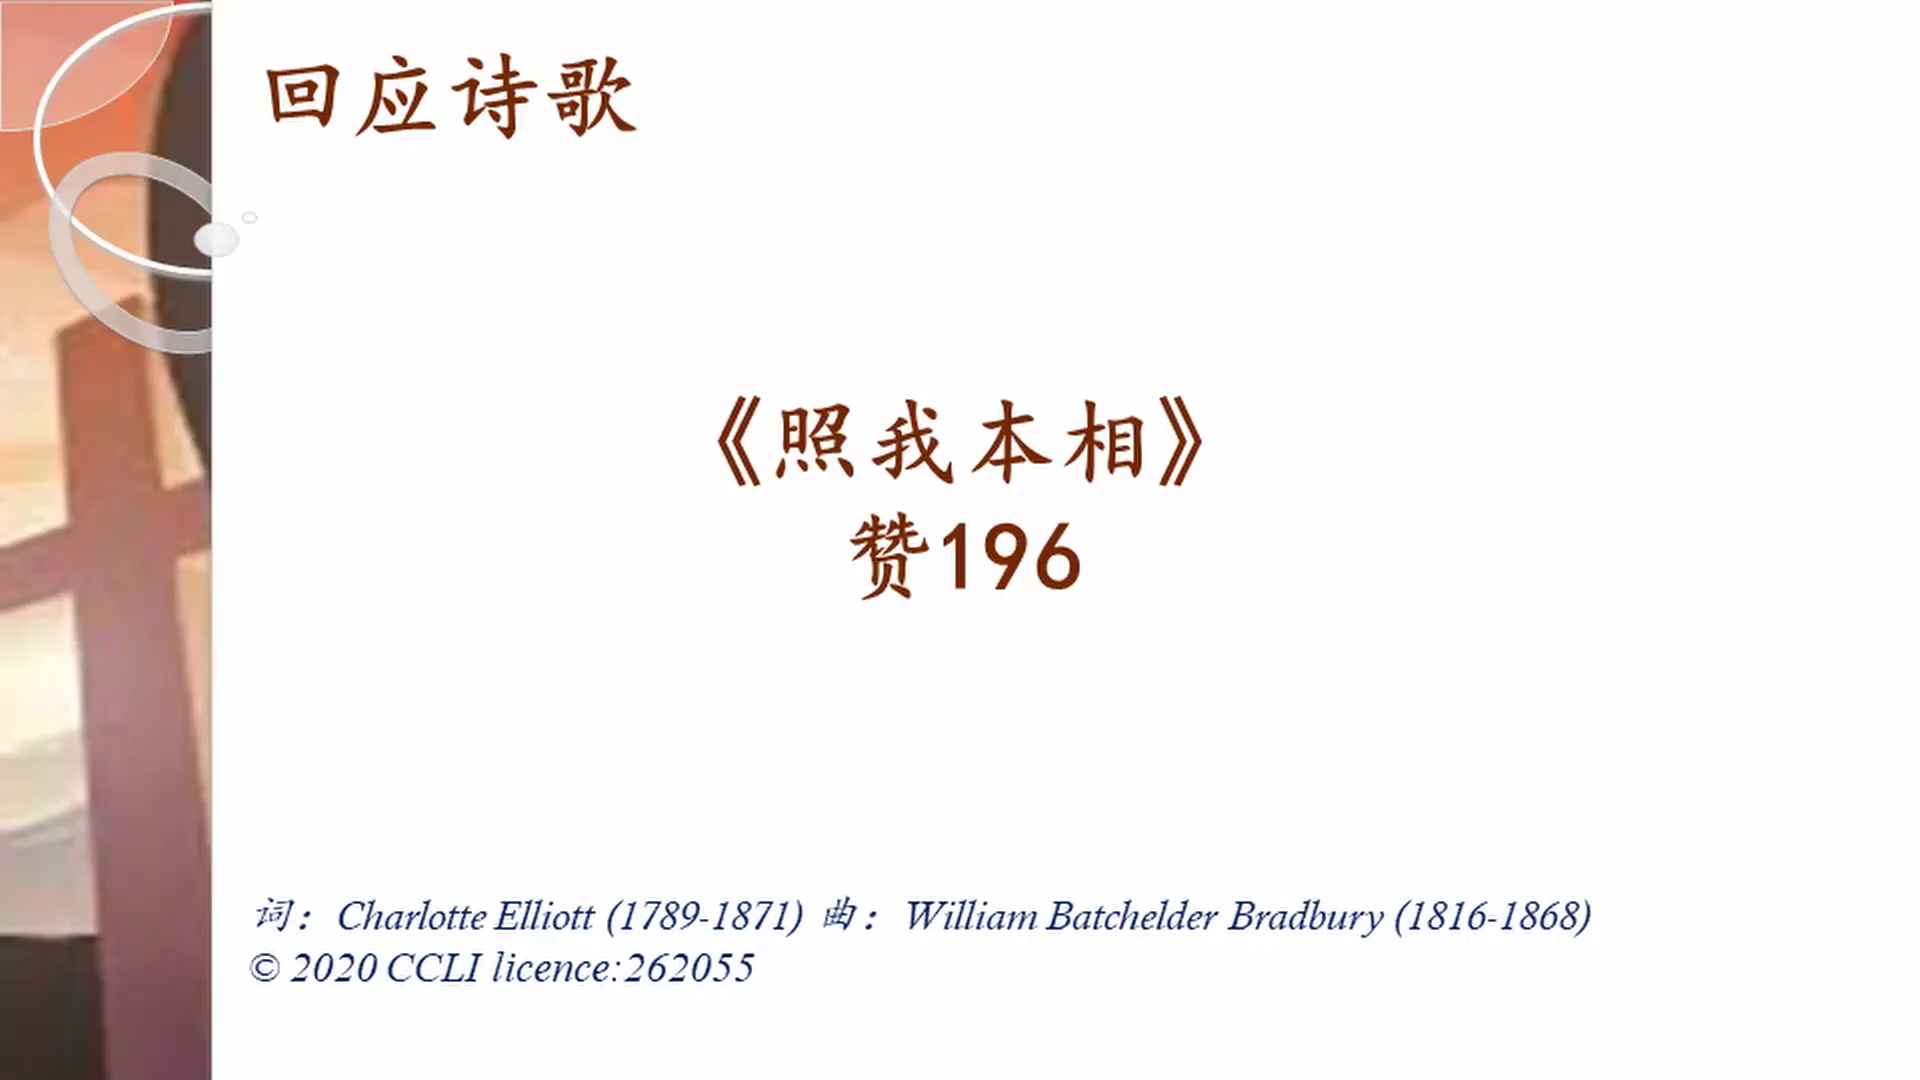 回应诗歌
《照我本相》
赞196
词：Charlotte Elliott (1789-1871) 曲：William Batchelder Bradbury (1816-1868)
© 2020 CCLI licence:262055